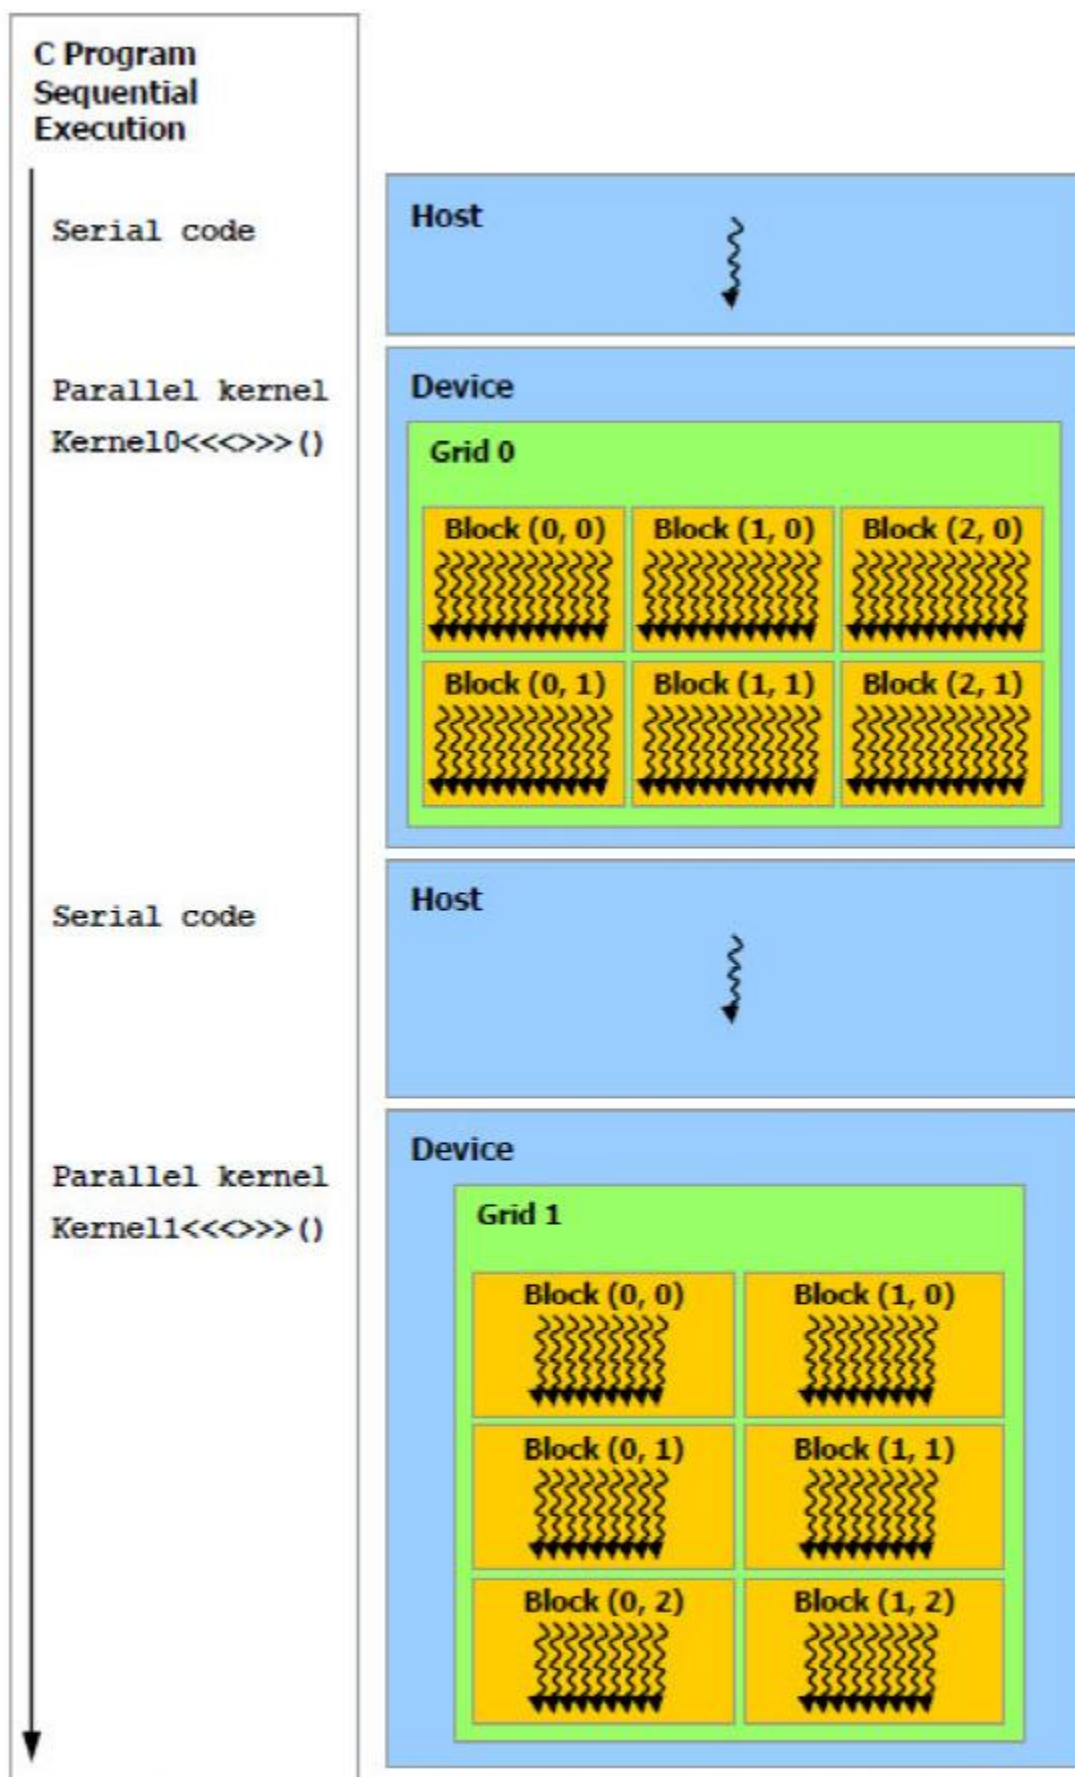 C Program
Sequential
Execution
Serial code
Host
Parallel kernel
Kernel0<<<>>>()
Device
Grid 0
Block (0, 0) Block (1, 0) Block (2, 0)
Block (0, 1) Block (1, 1) Block (2, 1)
Serial code
Host
Parallel kernel
Kernel1<<<>>>()
Device
Grid 1
Block (0, 0) Block (1, 0)
Block (0, 1) Block (1, 1)
Block (0, 2) Block (1, 2)